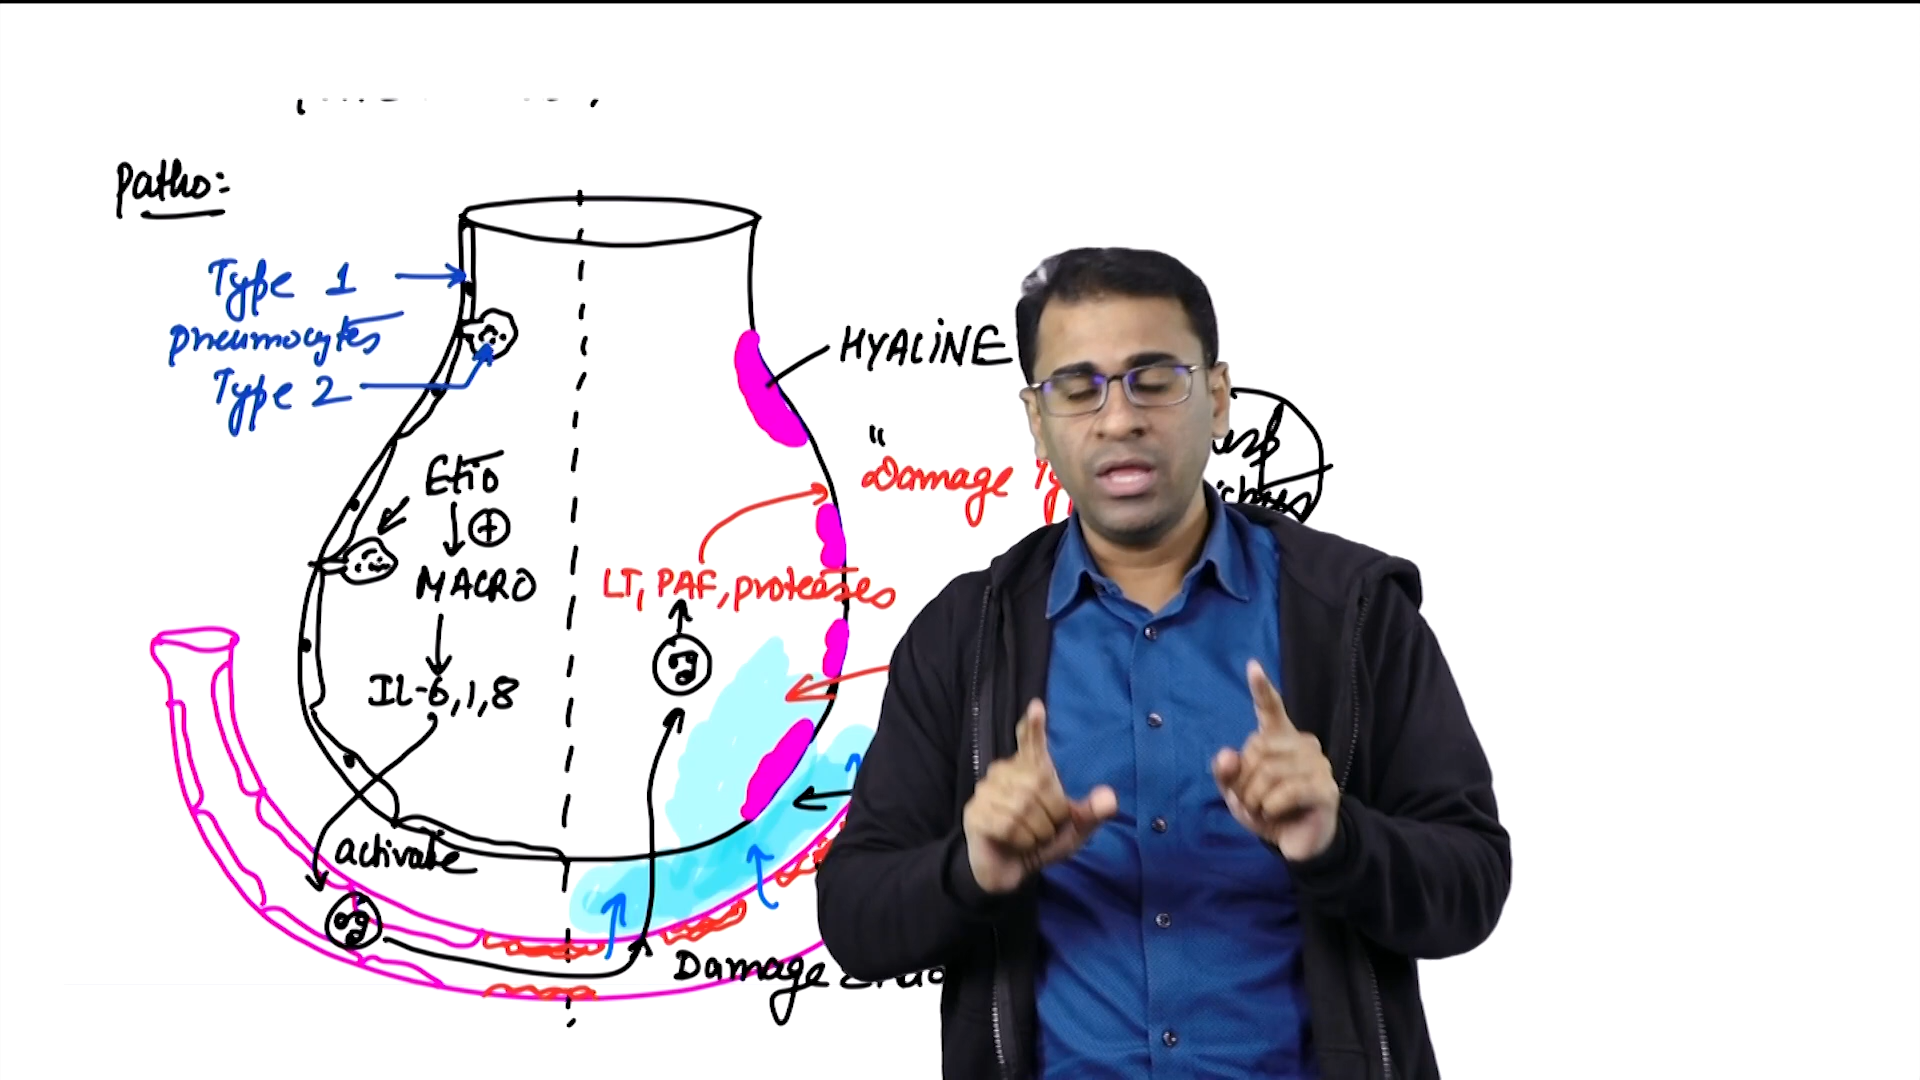 Patho:
Type 1
pneumocytes
Type 2
HYALINE
"
Damage
Etio
+
MACRO
IL-6,1,8
LT, PAF, proteases
activate
Damage